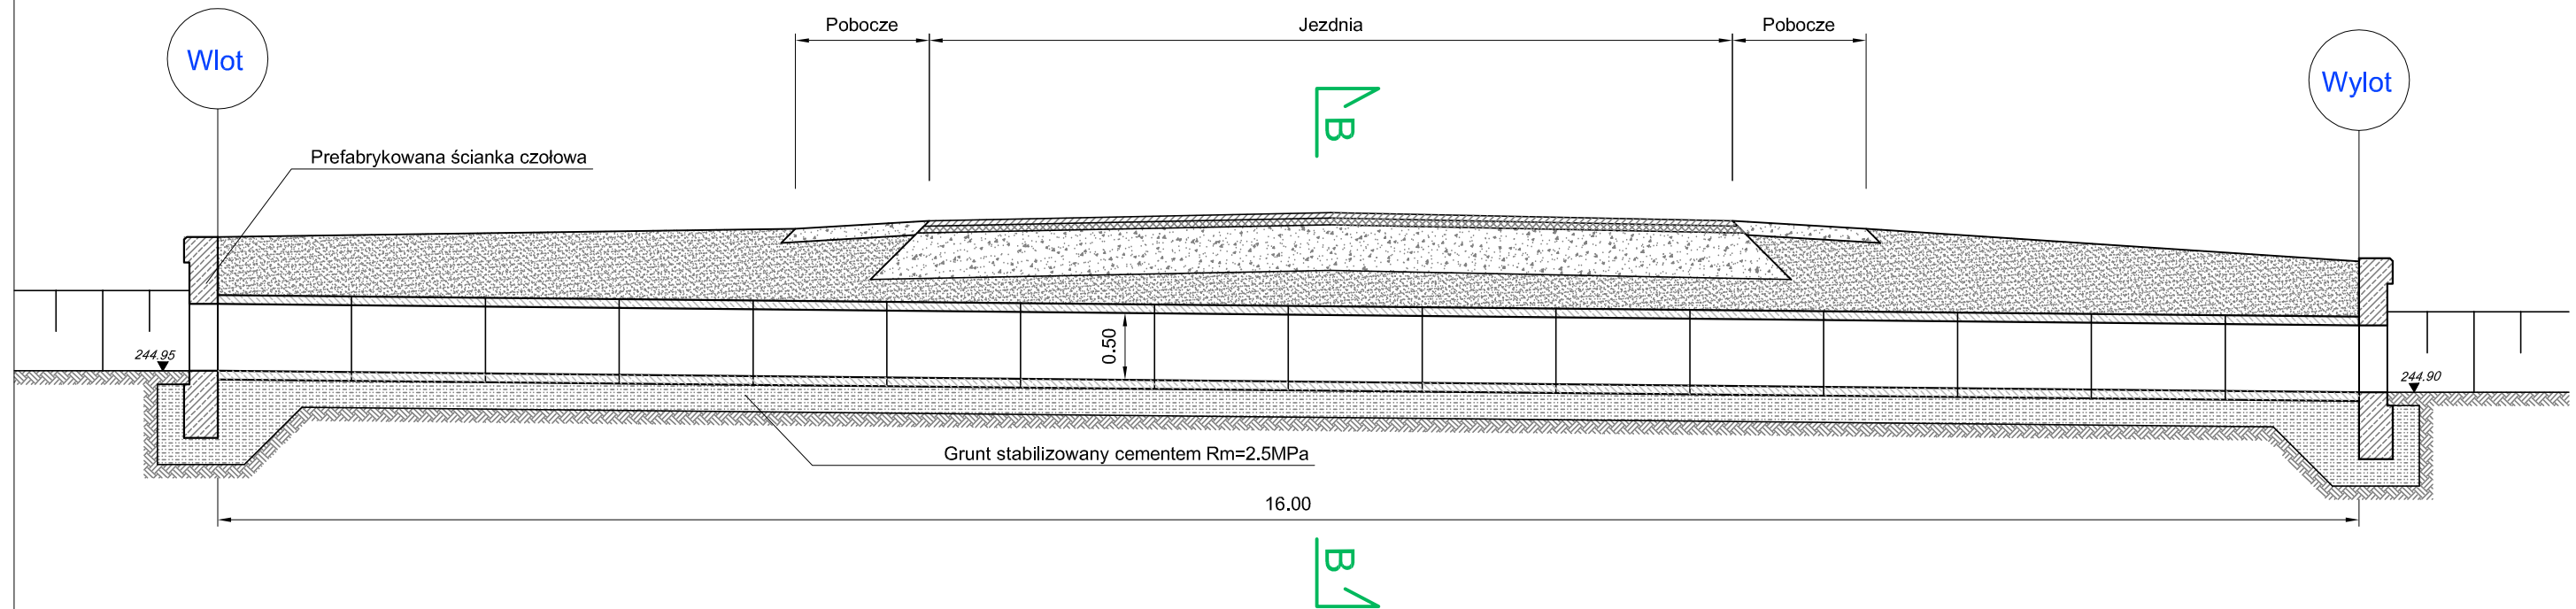 Pobocze
Jezdnia
Pobocze
Wlot
Wylot
B
Prefabrykowana ścianka czołowa
0.50
244.95
244.90
Grunt stabilizowany cementem Rm=2.5MPa
16.00
B